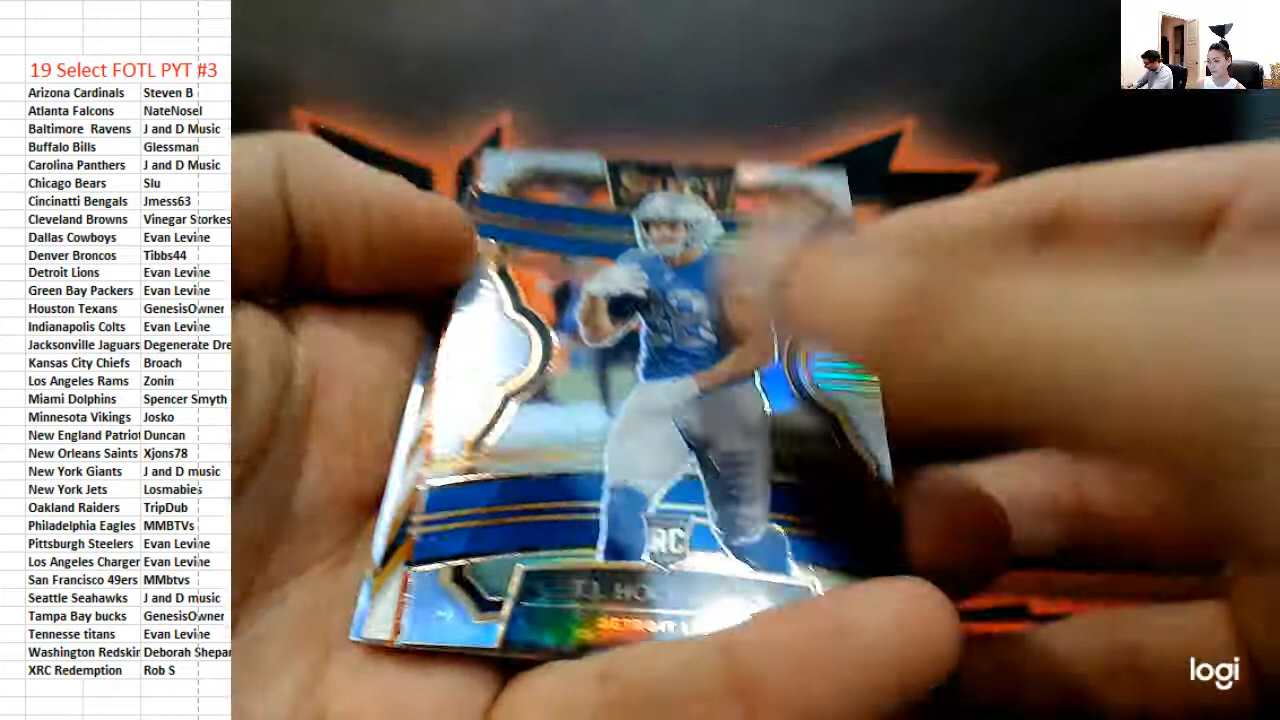 19 Select FOTL PYT #3
Arizona Cardinals Steven B
Atlanta Falcons NateNosel
Baltimore Ravens J and D Music
Buffalo Bills Glessman
Carolina Panthers J and D Music
Chicago Bears Slu
Cincinatti Bengals Jmess63
Cleveland Browns Vinegar Storkes
Dallas Cowboys Evan Levine
Denver Broncos Tibbs44
Detroit Lions Evan Levine
Green Bay Packers Evan Levine
Houston Texans GenesisOwner
Indianapolis Colts Evan Levine
Jacksonville Jaguars Degenerate Dre
Kansas City Chiefs Broach
Los Angeles Rams Zonin
Miami Dolphins Spencer Smyth
Minnesota Vikings Josko
New England Patriot Duncan
New Orleans Saints Xjons78
New York Giants J and D music
New York Jets Losmabies
Oakland Raiders TripDub
Philadelphia Eagles MMBTVs
Pittsburgh Steelers Evan Levine
Los Angeles Charger Evan Levine
San Francisco 49ers MMbtvs
Seattle Seahawks J and D music
Tampa Bay bucks GenesisOwner
Tennesse titans Evan Levine
Washington Redskin Deborah Shepar
XRC Redemption Rob S
RC
T.J. HO
DETROIT L
logi